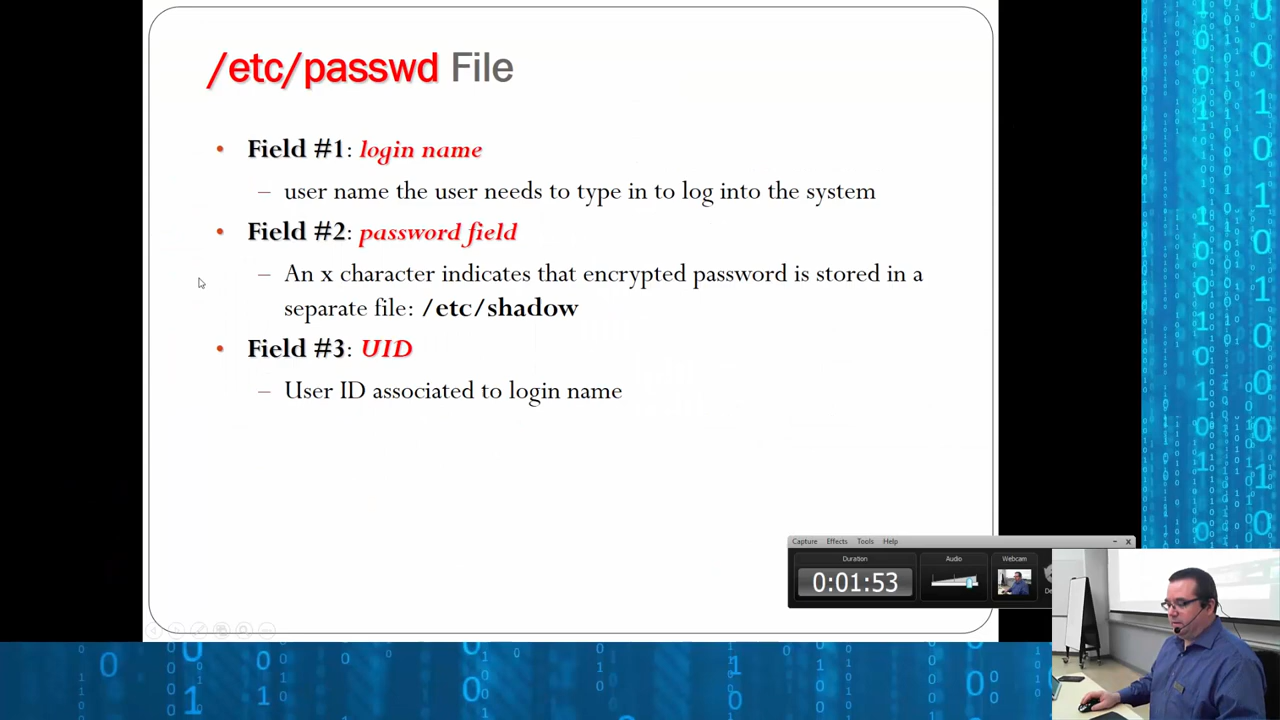 /etc/passwd File
• Field #1: login name
– user name the user needs to type in to log into the system
• Field #2: password field
– An x character indicates that encrypted password is stored in a
separate file: /etc/shadow
• Field #3: UID
– User ID associated to login name
Capture Effects Tools Help
Duration Audio Webcam
0:01:53